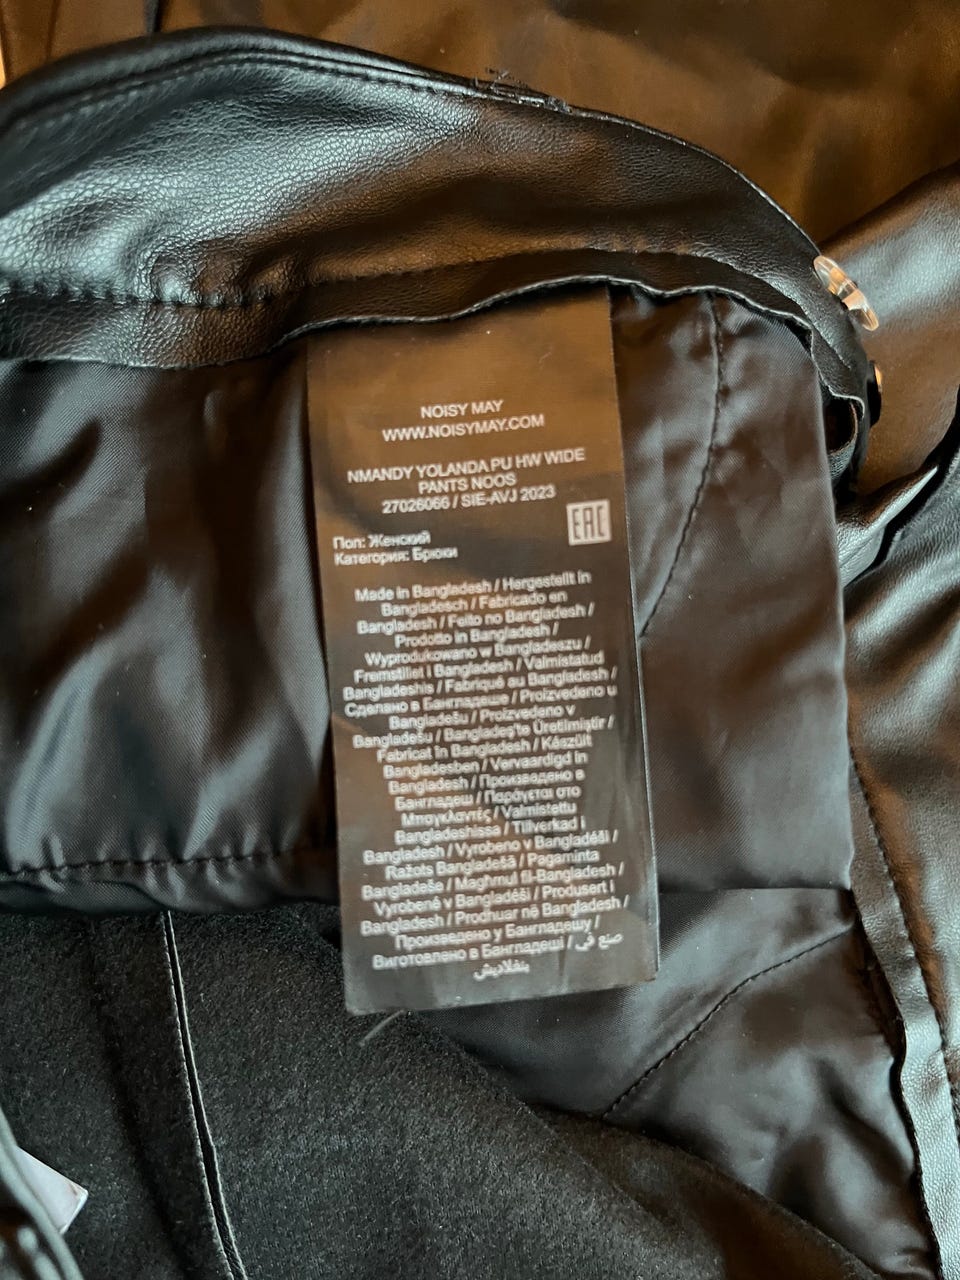 NOISY MAY
WWW.NOISYMAY.COM
NMANDY YOLANDA PU HW WIDE
PANTS NOOS
27026066 / SIE-AVJ 2023
EAC
Пол: Женский
Категория: Брюки
Made in Bangladesh / Hergestellt in
Bangladesch / Fabricado en
Bangladesh / Feito no Bangladesh /
Prodotto in Bangladesh /
Wyprodukowano w Bangladeszu /
Fremstillet i Bangladesh / Valmistatud
Bangladeshis / Fabriqué au Bangladesh /
Сделано в Бангладеше / Proizvedeno u
Bangladešu / Proizvedeno v
Bangladešu / Bangladeş'te Üretilmiştir /
Fabricat în Bangladesh / Készült
Bangladesben / Vervaardigd in
Bangladesh / Произведено в
Бангладеш / Παράγεται στο
Μπαγκλαντές / Valmistettu
Bangladeshissa / Tillverkad i
Bangladesh / Vyrobeno v Bangladéši /
Ražots Bangladešā / Pagaminta
Bangladeše / Maghmul fil-Bangladesh /
Vyrobené v Bangladéši / Produsert i
Bangladesh / Prodhuar në Bangladesh /
Произведено у Бангладешу /
Виготовлено в Бангладеші / صنع في
بنغلاديش